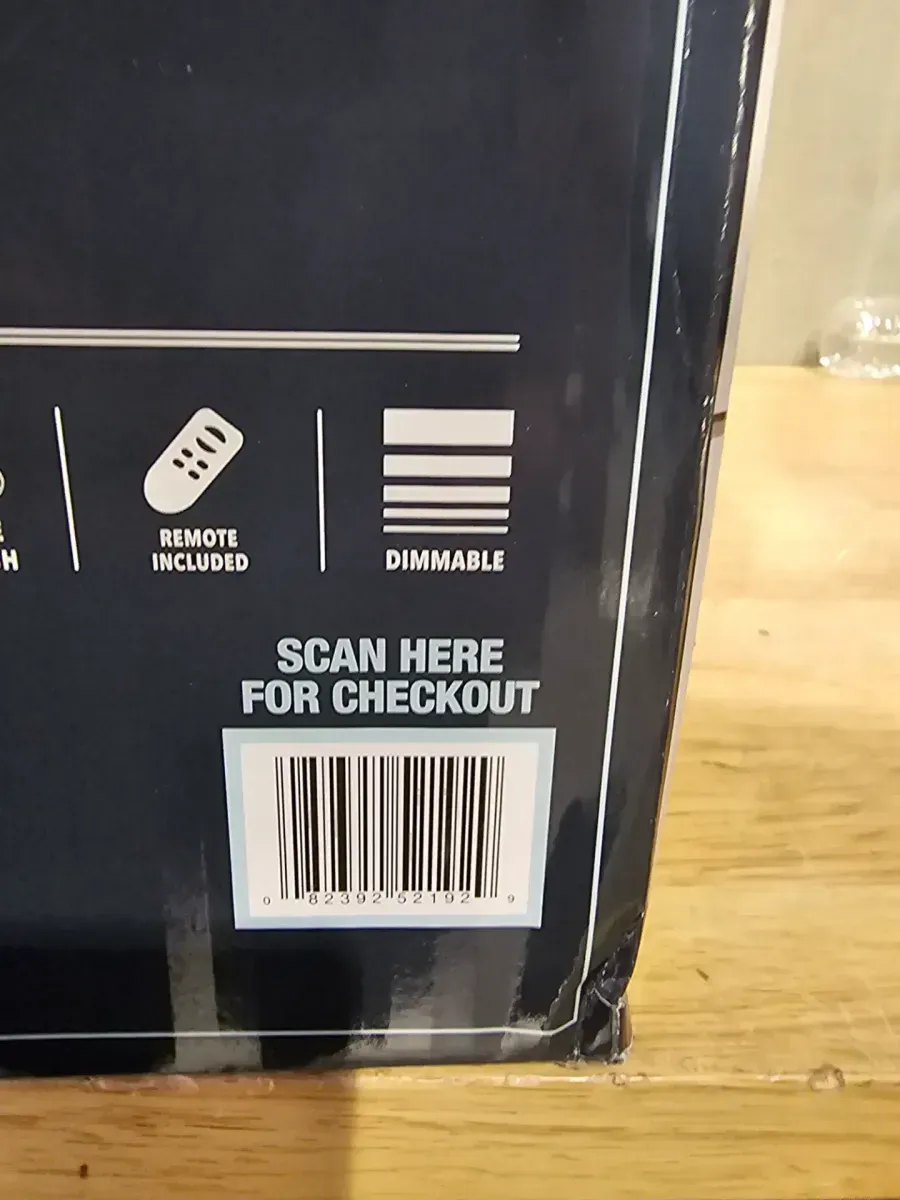 REMOTE
INCLUDED
DIMMABLE
SCAN HERE
FOR CHECKOUT
0 82392 52192 9